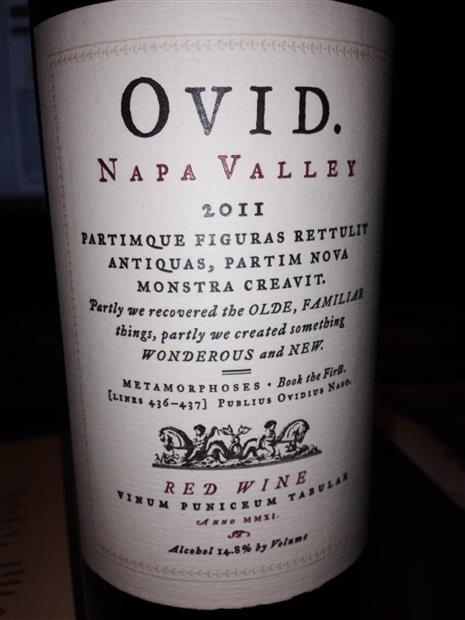 OVID.
NAPA VALLEY
2011
PARTIMQUE FIGURAS RETTULIT
ANTIQUAS, PARTIM NOVA
MONSTRA CREAVIT.
Partly we recovered the OLDE, FAMILIAR
things, partly we created something
WONDEROUS and NEW.
METAMORPHOSES • Book the First.
[LINES 436-437] PUBLIUS OVIDIUS NASO.
RED WINE
VINUM PUNICEUM TABULAE
ANNO MMXI.
Alcohol 14.8% by Volume